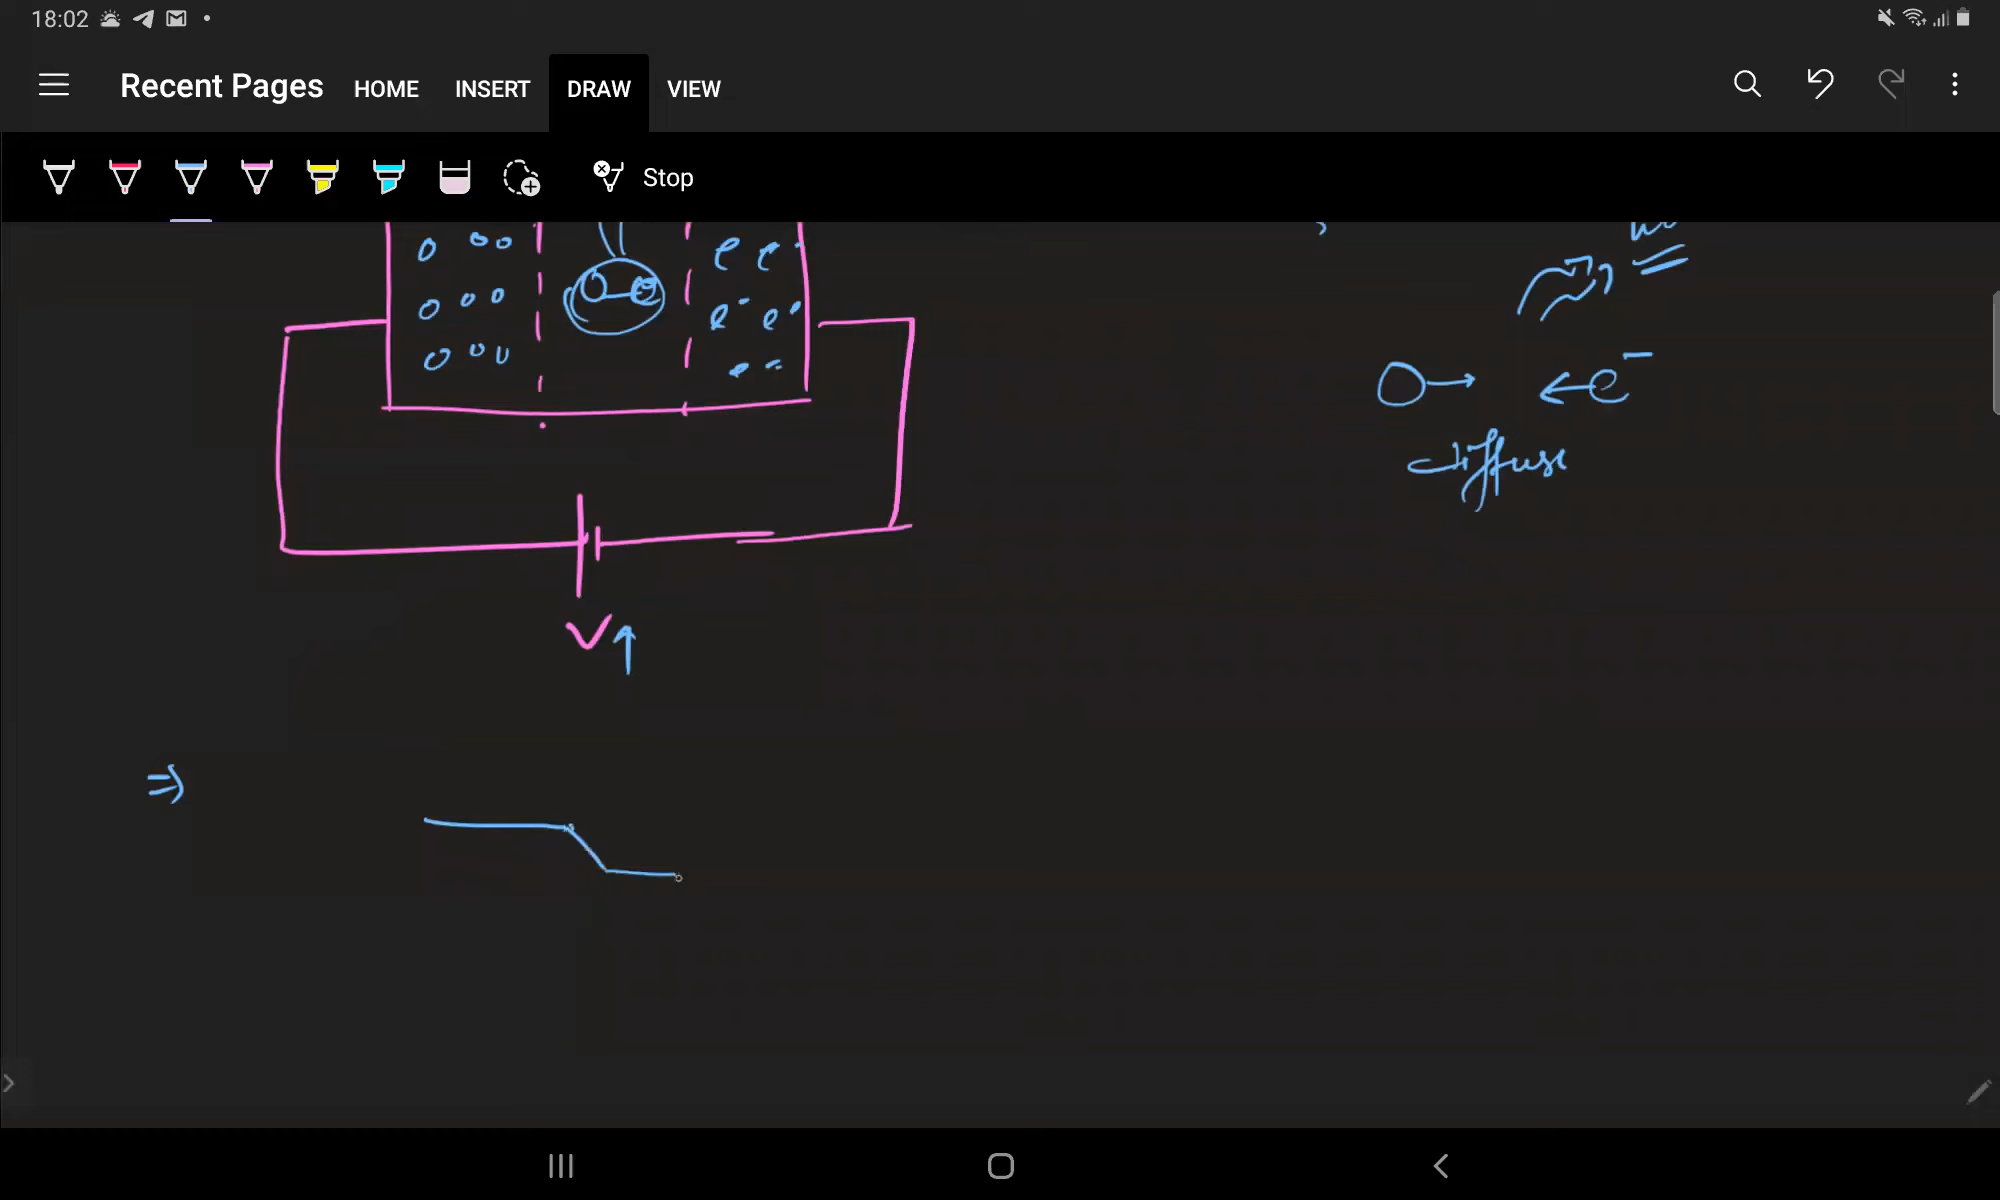 18:02
Recent Pages HOME INSERT DRAW VIEW
Stop
o o o e e
o o o e⁻ e
o o o
o → ← e⁻
diffuse
V↑
⇒